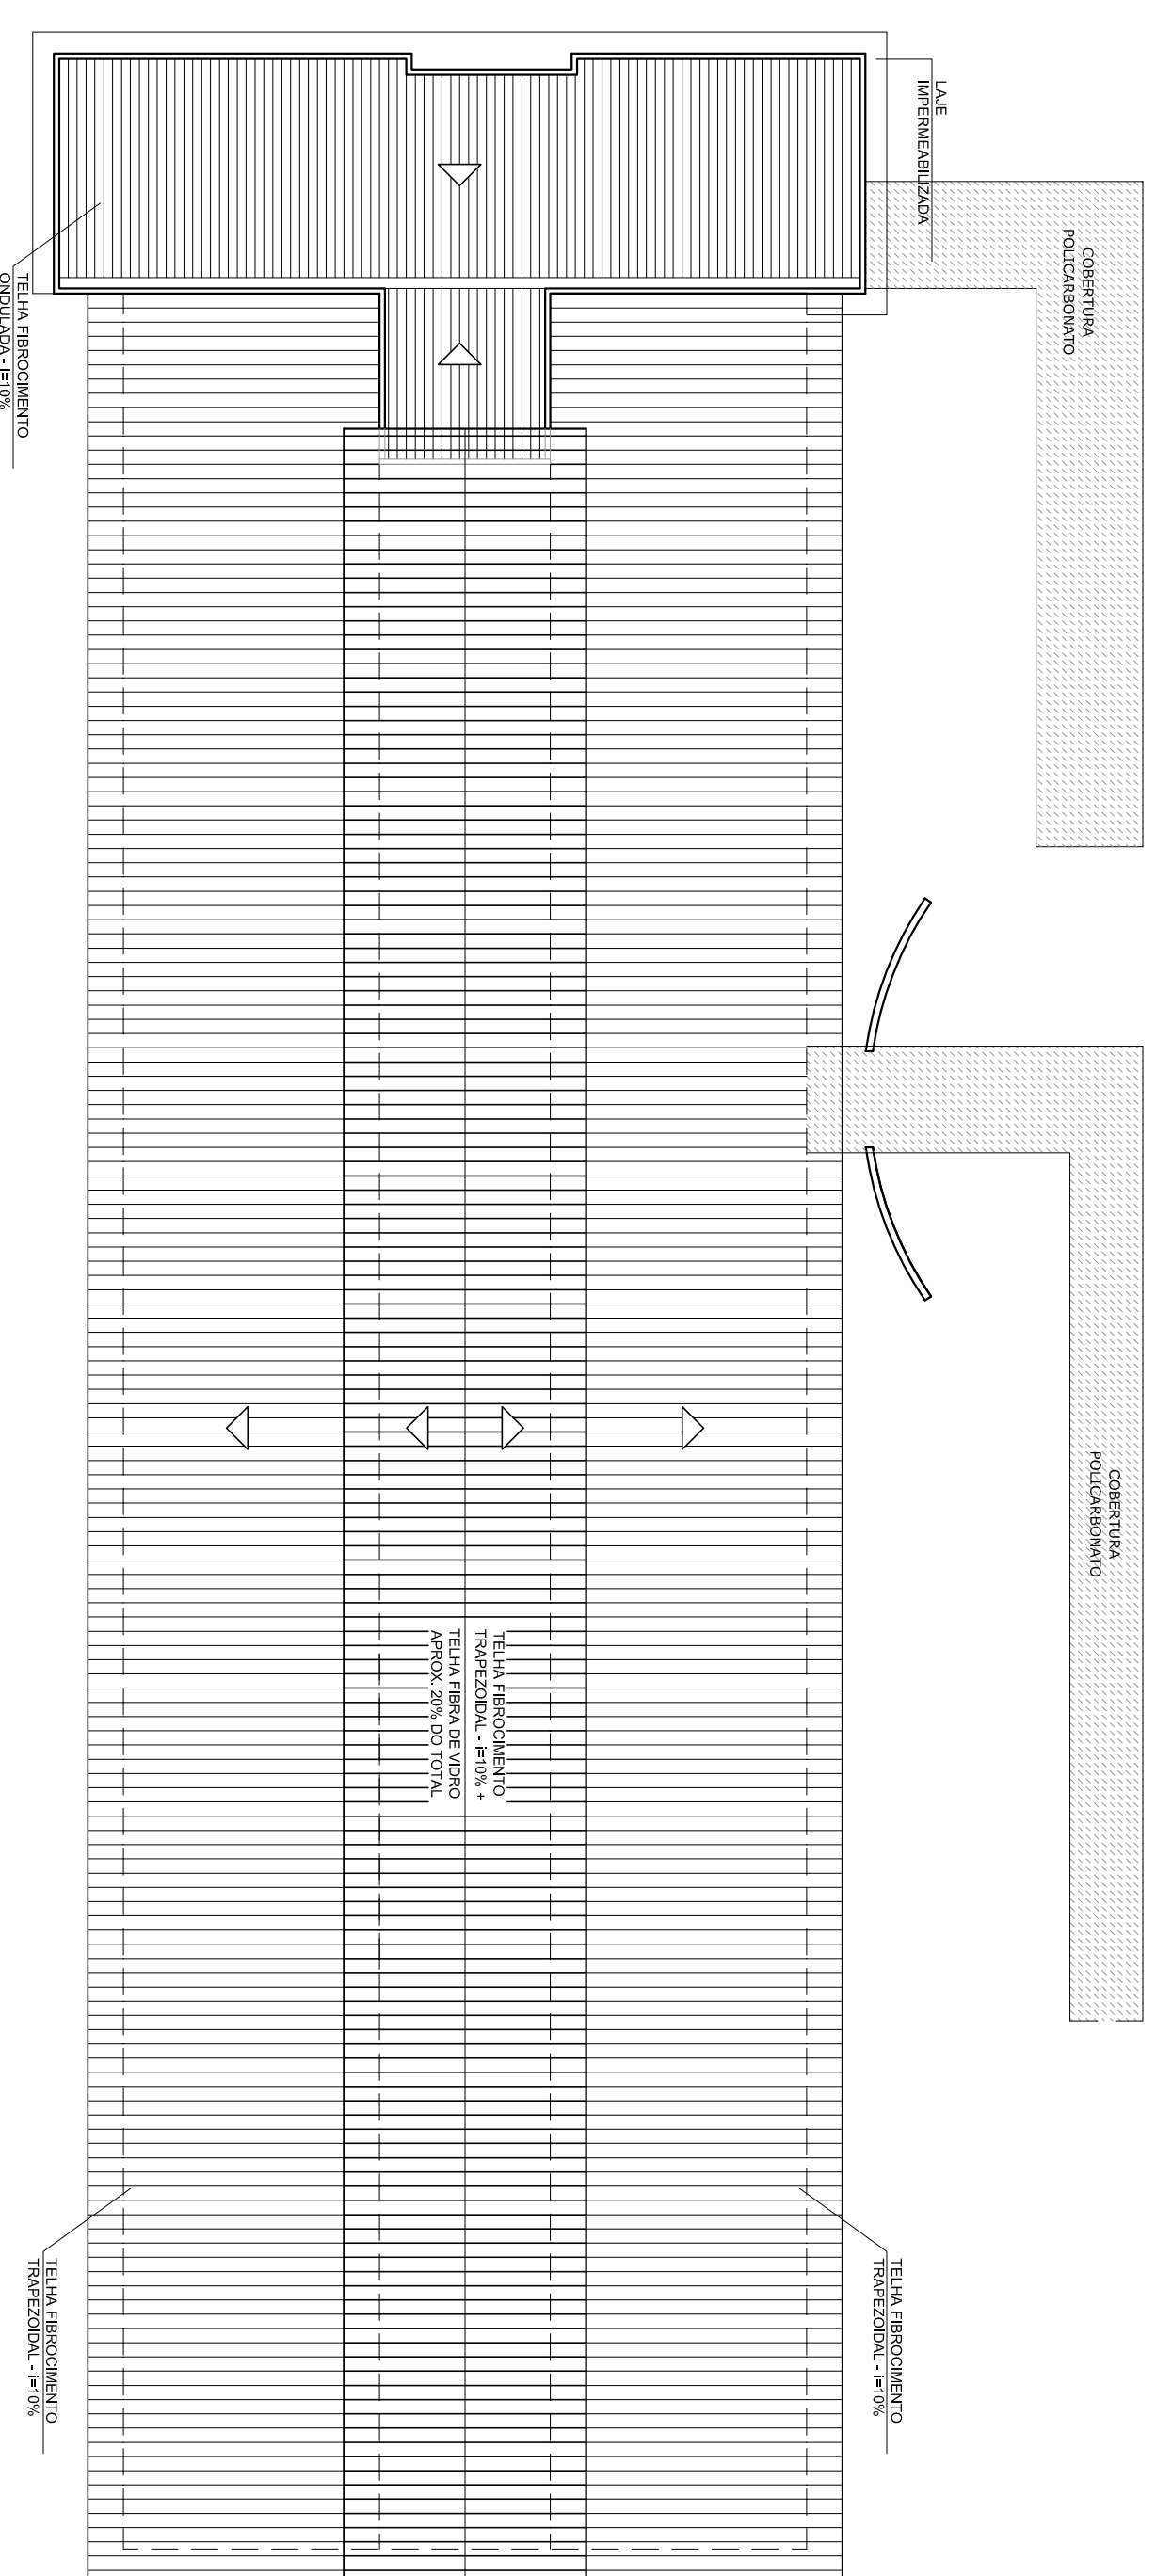 LAJE
IMPERMEABILIZADA
COBERTURA
POLICARBONATO
TELHA FIBROCIMENTO
ONDULADA - i=10%
COBERTURA
POLICARBONATO
TELHA FIBROCIMENTO
TRAPEZOIDAL - i=10% +
TELHA FIBRA DE VIDRO
APROX. 20% DO TOTAL
TELHA FIBROCIMENTO
TRAPEZOIDAL - i=10%
TELHA FIBROCIMENTO
TRAPEZOIDAL - i=10%